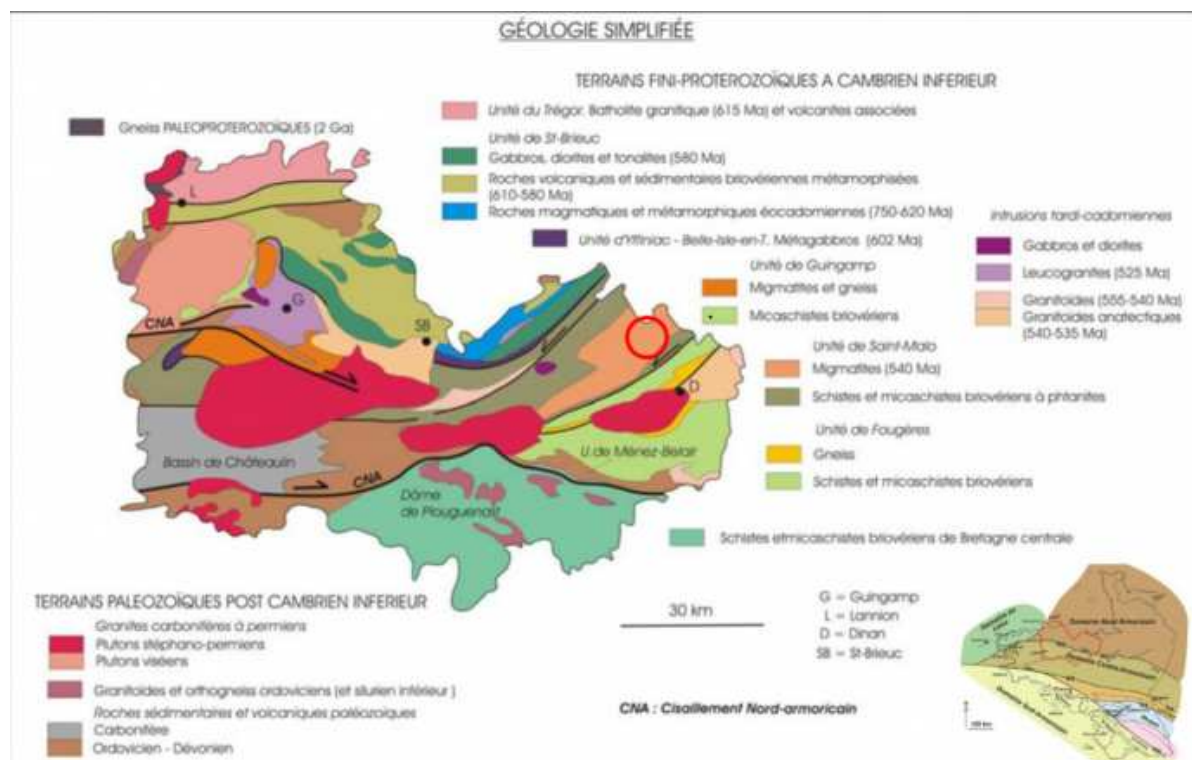 GÉOLOGIE SIMPLIFIÉE
TERRAINS FINI-PROTEROZOÏQUES A CAMBRIEN INFERIEUR
Unité du Trégor. Batholite granitique (615 Ma) et volcanites associées
Gneiss PALEOPROTEROZOÏQUES (2 Ga)
Unité de St-Brieuc
Gabbros, diorites et tonalites (580 Ma)
Roches volcaniques et sédimentaires briovériennes métamorphisées
(610-580 Ma)
Roches magmatiques et métamorphiques éocadomiennes (750-620 Ma)
Unité d'Yffiniac - Belle-Isle-en-T. Métagabbros (602 Ma)
Unité de Guingamp
Migmatites et gneiss
Micaschistes briovériens
Intrusions tardi-cadomiennes
Gabbros et diorites
Leucogranites (525 Ma)
Granitoïdes (555-540 Ma)
Granitoïdes anatectiques
(540-535 Ma)
Unité de Saint-Malo
Migmatites (540 Ma)
Schistes et micaschistes briovériens à phtanites
Unité de Fougères
Gneiss
Schistes et micaschistes briovériens
Schistes etmicaschistes briovériens de Bretagne centrale
L
G
CNA
SB
D
Bassin de Châteaulin
CNA
U. de Ménez-Belair
Dôme
de Plouguenast
TERRAINS PALEOZOÏQUES POST CAMBRIEN INFERIEUR
Granites carbonifères à permiens
Plutons stéphano-permiens
Plutons viséens
Granitoïdes et orthogneiss ordoviciens (et silurien inférieur )
Roches sédimentaires et volcaniques paléozoïques
Carbonifère
Ordovicien - Dévonien
30 km
G = Guingamp
L = Lannion
D = Dinan
SB = St-Brieuc
CNA : Cisaillement Nord-armoricain
Domaine Nord Armoricain
100 km